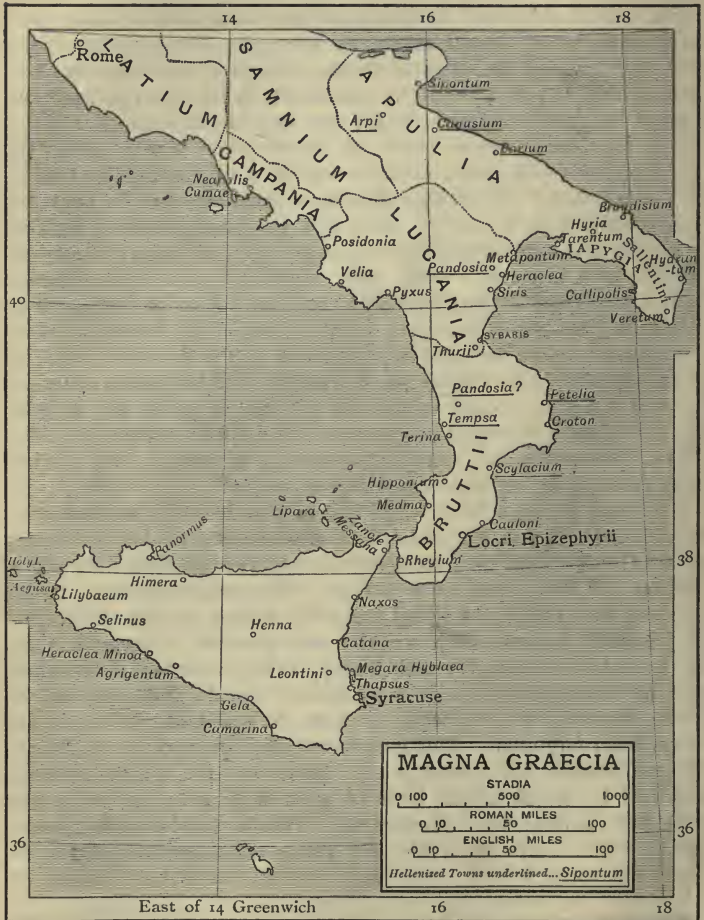 14
16
18
Rome
LATIUM
SAMNIUM
APULIA
Sipontum
Arpi
Canusium
Barium
CAMPANIA
Neapolis
Cumae
Brundisium
Hyria
Tarentum
IAPYGIA
Sallentini
Hydrun
-tum
Posidonia
LUCANIA
Metapontum
Pandosia
Heraclea
Velia
Pyxus
Siris
Callipolis
Veretum
40
SYBARIS
Thurii
Pandosia?
Petelia
Tempsa
Croton
Terina
BRUTTII
Scylacium
Hipponium
Medma
Lipara
Cauloni
Locri Epizephyrii
Zancle
Messana
Panormus
Rhegium
38
Holy I.
Aegusa
Himera
Lilybaeum
Naxos
Selinus
Henna
Catana
Heraclea Minoa
Agrigentum
Leontini
Megara Hyblaea
Thapsus
Syracuse
Gela
Camarina
MAGNA GRAECIA
STADIA
0 100 500 1000
ROMAN MILES
0 10 50 100
ENGLISH MILES
0 10 50 100
Hellenized Towns underlined... Sipontum
36
36
East of 14 Greenwich
16
18